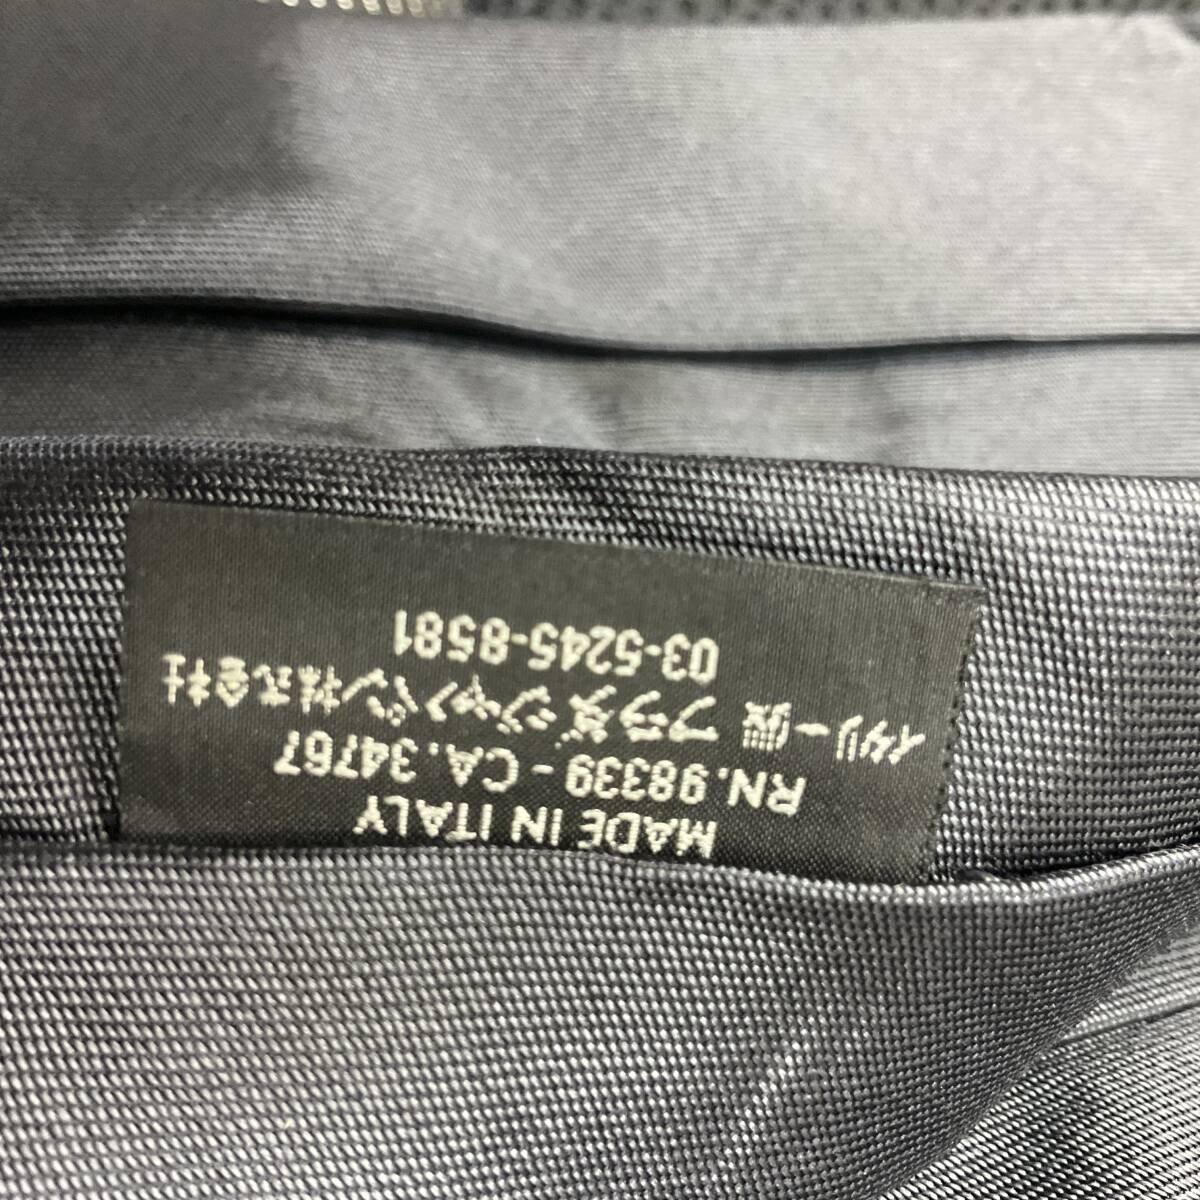 MADE IN ITALY
RN. 98339 - CA. 34767
イタリー製 プラダジャパン株式会社
03-5245-8581